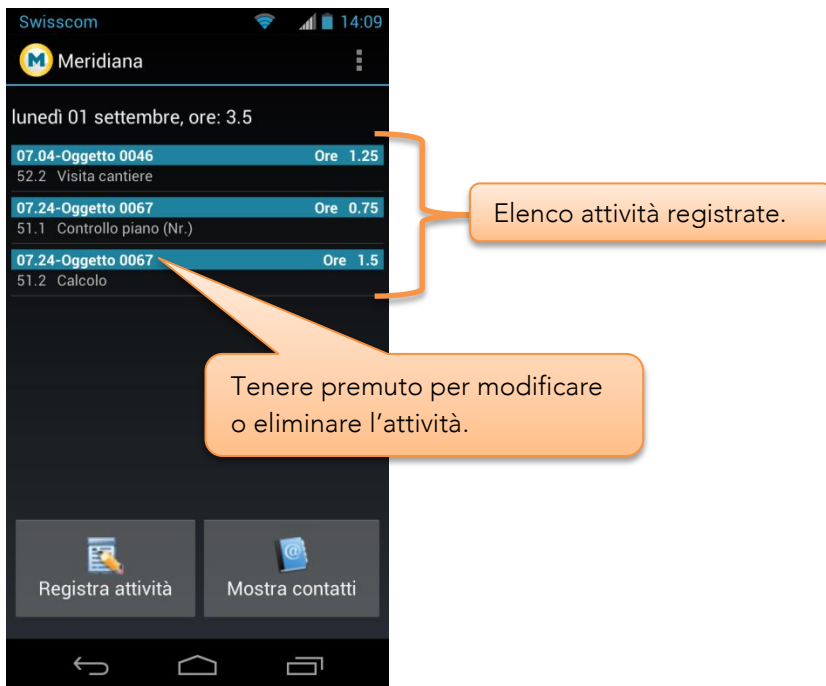 Swisscom 14:09
M Meridiana
lunedì 01 settembre, ore: 3.5
07.04-Oggetto 0046 Ore 1.25
52.2 Visita cantiere
07.24-Oggetto 0067 Ore 0.75
51.1 Controllo piano (Nr.)
07.24-Oggetto 0067 Ore 1.5
51.2 Calcolo
Elenco attività registrate.
Tenere premuto per modificare
o eliminare l’attività.
Registra attività
Mostra contatti